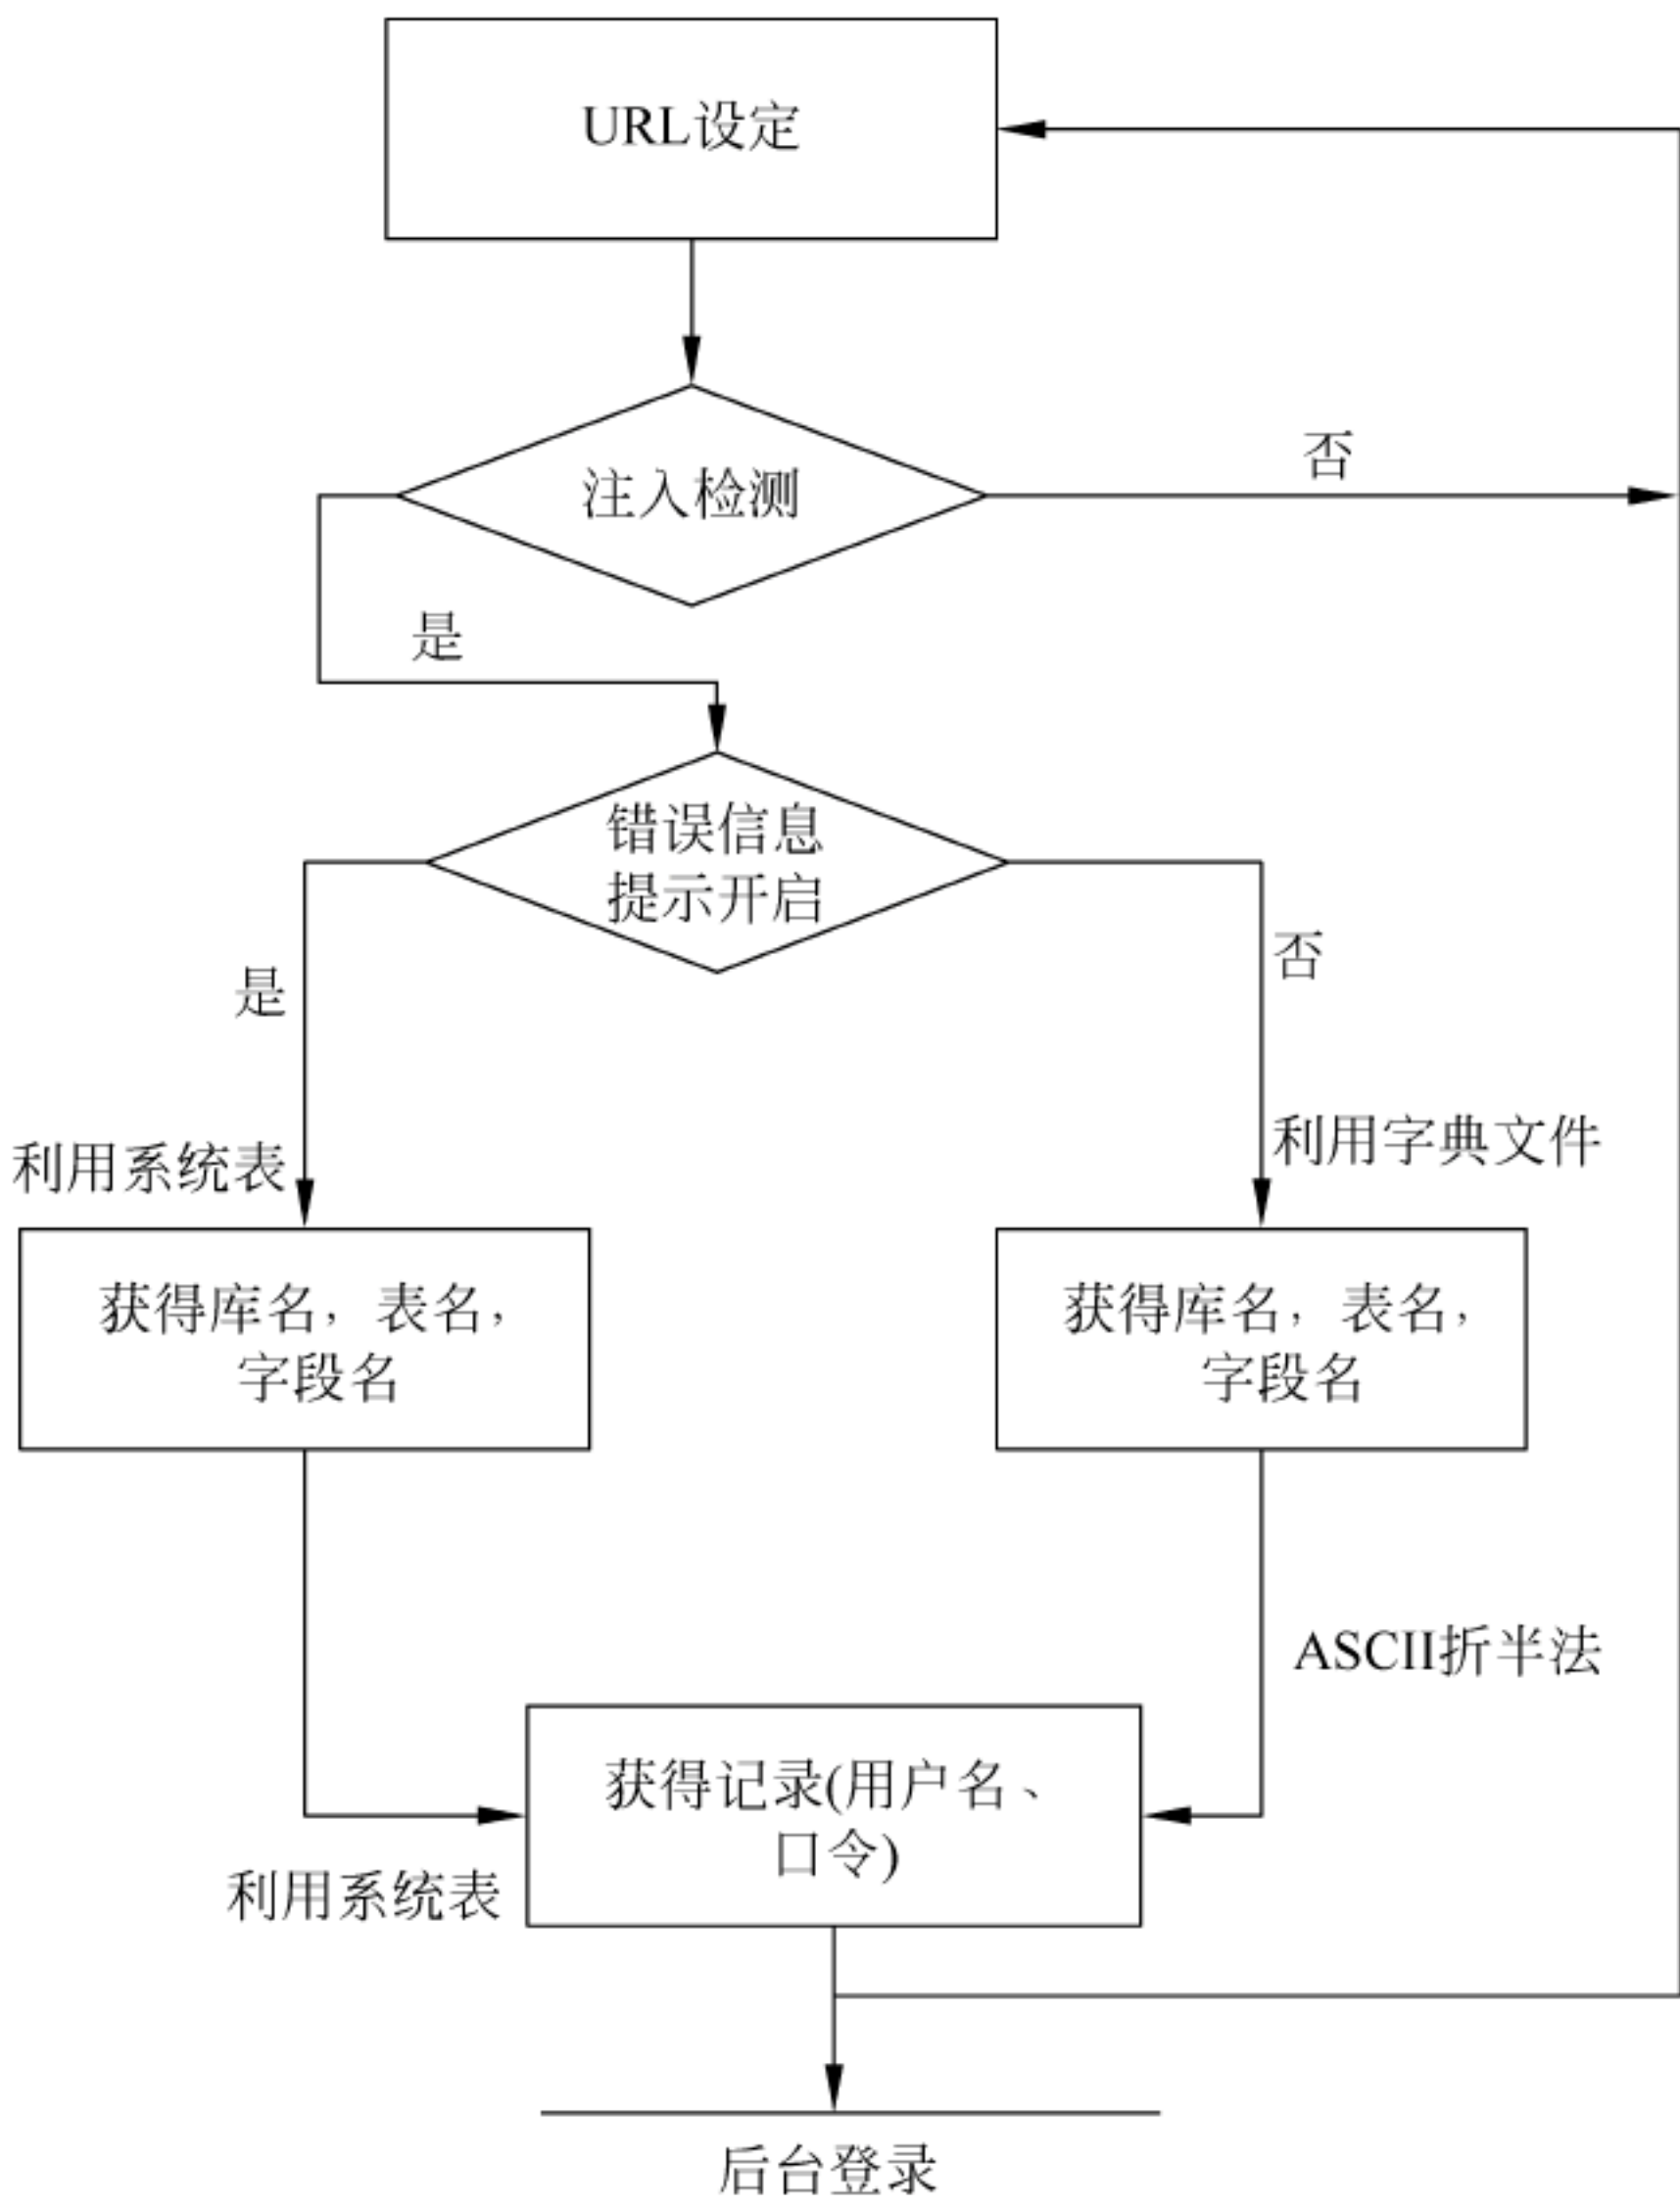 URL设定
注入检测
否
是
错误信息
提示开启
是
否
利用系统表
利用字典文件
获得库名，表名，
字段名
获得库名，表名，
字段名
ASCII折半法
获得记录(用户名、
口令)
利用系统表
后台登录